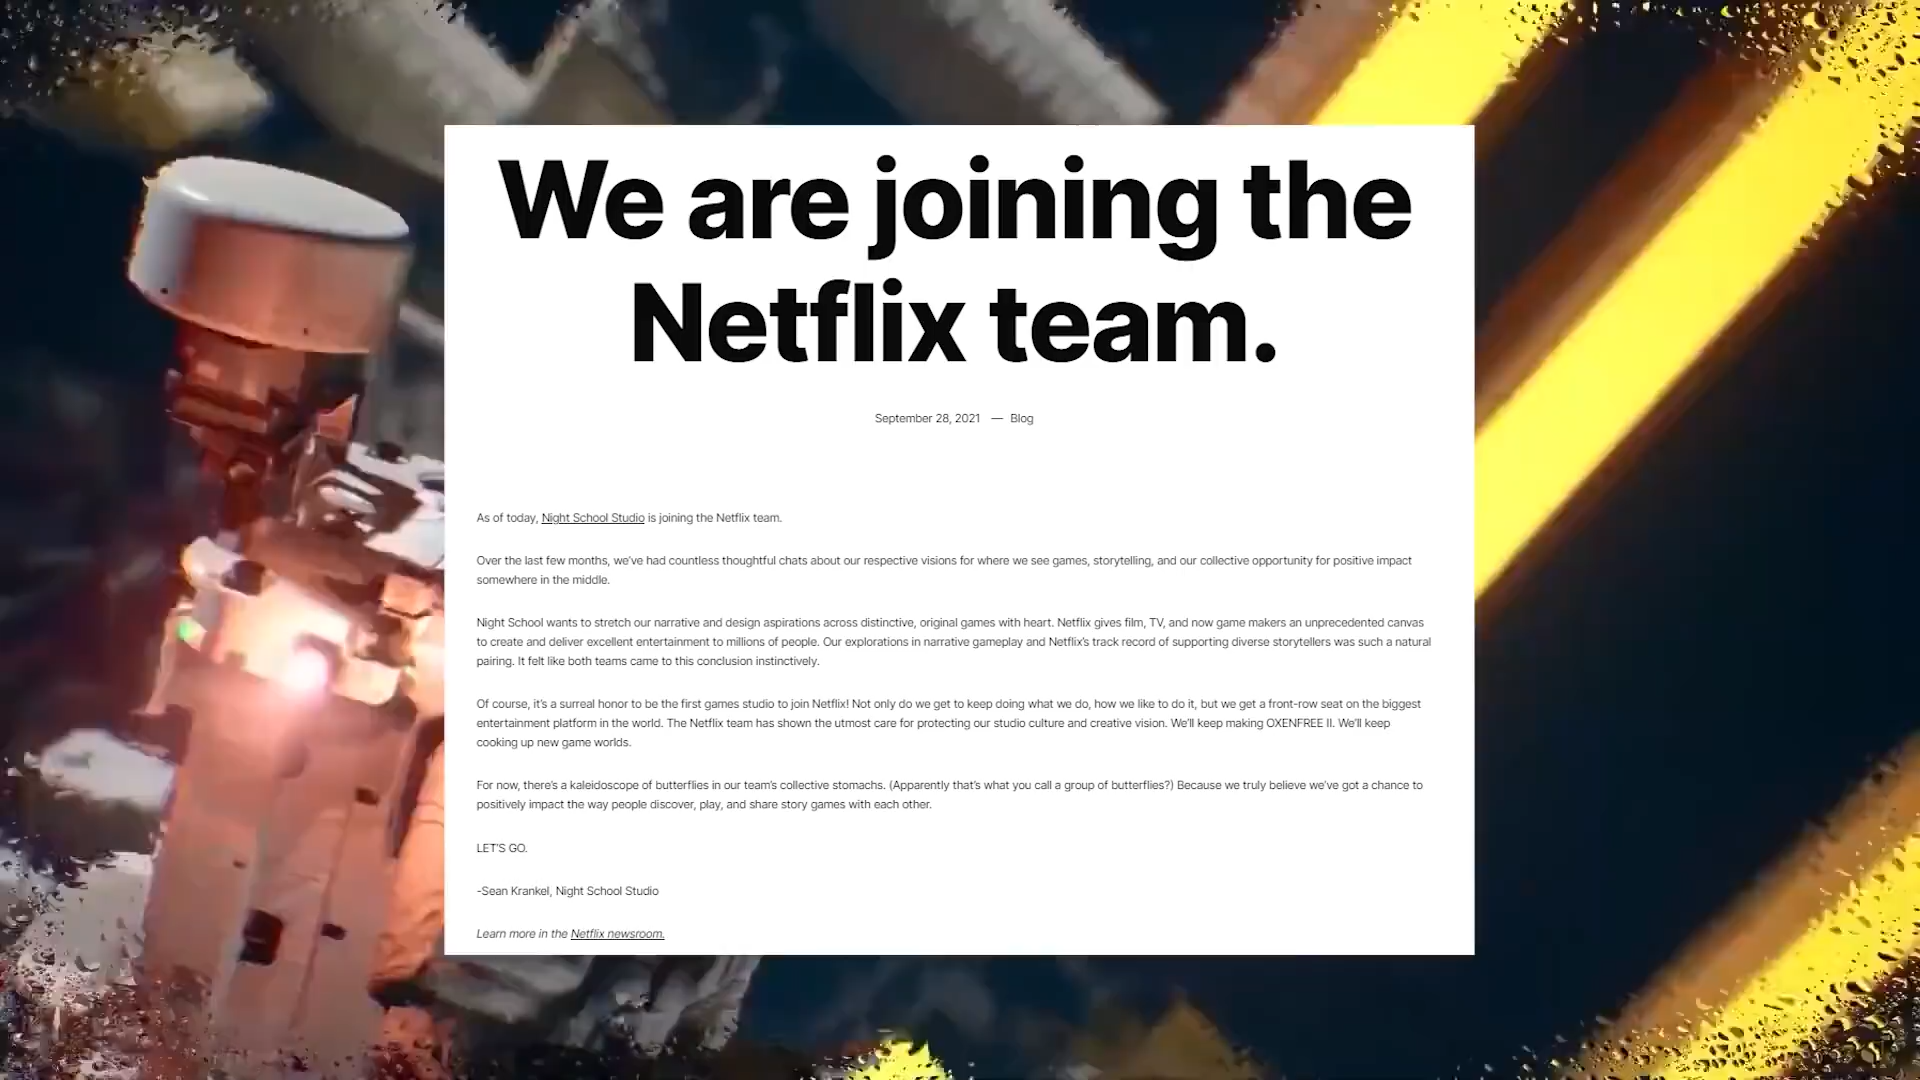 We are joining the
Netflix team.
September 28, 2021 — Blog
As of today, Night School Studio is joining the Netflix team.
Over the last few months, we've had countless thoughtful chats about our respective visions for where we see games, storytelling, and our collective opportunity for positive impact
somewhere in the middle.
Night School wants to stretch our narrative and design aspirations across distinctive, original games with heart. Netflix gives film, TV, and now game makers an unprecedented canvas
to create and deliver excellent entertainment to millions of people. Our explorations in narrative gameplay and Netflix's track record of supporting diverse storytellers was such a natural
pairing. It felt like both teams came to this conclusion instinctively.
Of course, it's a surreal honor to be the first games studio to join Netflix! Not only do we get to keep doing what we do, how we like to do it, but we get a front-row seat on the biggest
entertainment platform in the world. The Netflix team has shown the utmost care for protecting our studio culture and creative vision. We'll keep making OXENFREE II. We'll keep
cooking up new game worlds.
For now, there's a kaleidoscope of butterflies in our team's collective stomachs. (Apparently that's what you call a group of butterflies?) Because we truly believe we've got a chance to
positively impact the way people discover, play, and share story games with each other.
LET'S GO.
-Sean Krankel, Night School Studio
Learn more in the Netflix newsroom.